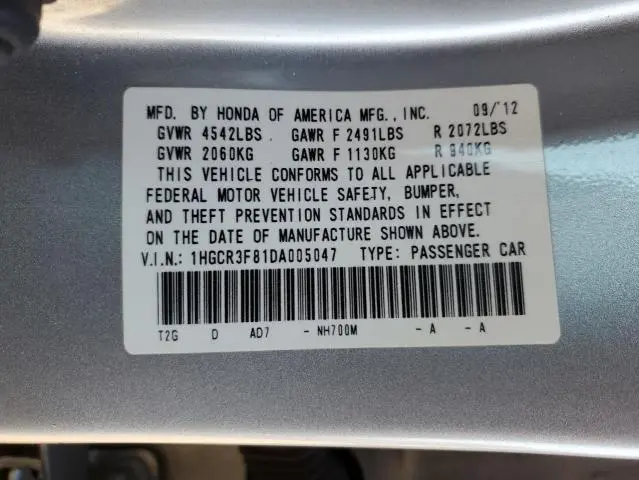 MFD. BY HONDA OF AMERICA MFG., INC. 09/'12
GVWR 4542LBS GAWR F 2491LBS R 2072LBS
GVWR 2060KG GAWR F 1130KG R 940KG
THIS VEHICLE CONFORMS TO ALL APPLICABLE
FEDERAL MOTOR VEHICLE SAFETY, BUMPER,
AND THEFT PREVENTION STANDARDS IN EFFECT
ON THE DATE OF MANUFACTURE SHOWN ABOVE.
V.I.N.: 1HGCR3F81DA005047 TYPE: PASSENGER CAR
T2G D AD7 - NH700M - A - A